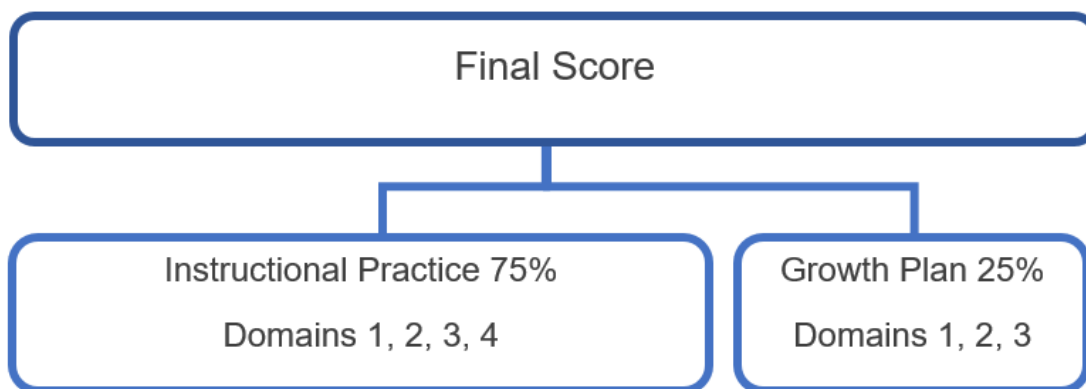 Final Score
Instructional Practice 75%
Domains 1, 2, 3, 4
Growth Plan 25%
Domains 1, 2, 3